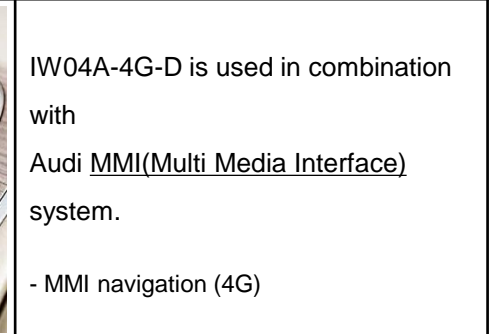 IW04A-4G-D is used in combination
with
Audi MMI(Multi Media Interface)
system.
- MMI navigation (4G)